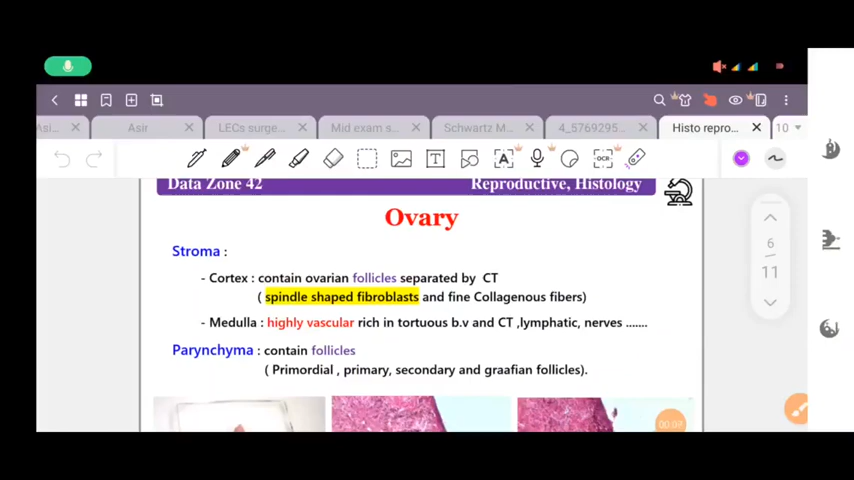 Asi...
Asir
LECs surge...
Mid exam s...
Schwartz M...
4_5769295...
Histo repro...
10
A
T
OCR
Data Zone 42
Reproductive, Histology
Ovary
Stroma :
- Cortex : contain ovarian follicles separated by CT
( spindle shaped fibroblasts and fine Collagenous fibers)
- Medulla : highly vascular rich in tortuous b.v and CT ,lymphatic, nerves .......
Parynchyma : contain follicles
( Primordial , primary, secondary and graafian follicles).
6
11